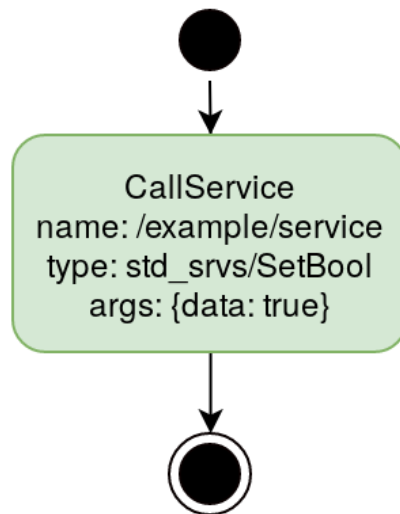 CallService
name: /example/service
type: std_srvs/SetBool
args: {data: true}